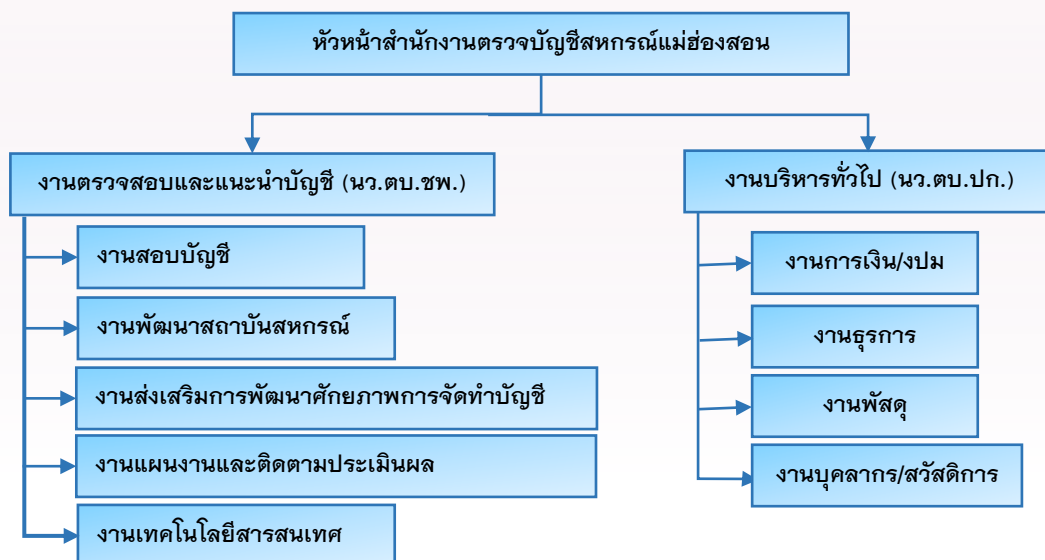 หัวหน้าสำนักงานตรวจบัญชีสหกรณ์แม่ฮ่องสอน
งานตรวจสอบและแนะนำบัญชี (นว.ตบ.ชพ.)
งานสอบบัญชี
งานพัฒนาสถาบันสหกรณ์
งานส่งเสริมการพัฒนาศักยภาพการจัดทำบัญชี
งานแผนงานและติดตามประเมินผล
งานเทคโนโลยีสารสนเทศ
งานบริหารทั่วไป (นว.ตบ.ปก.)
งานการเงิน/งปม
งานธุรการ
งานพัสดุ
งานบุคลากร/สวัสดิการ